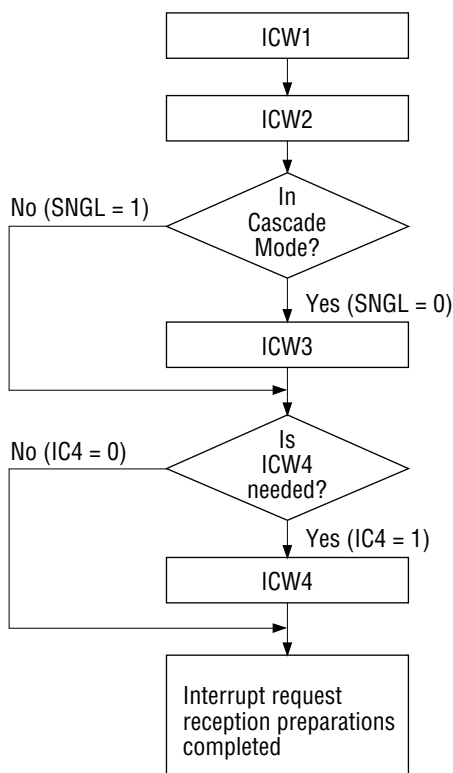 ICW1
ICW2
In
Cascade
Mode?
No (SNGL = 1)
Yes (SNGL = 0)
ICW3
Is
ICW4
needed?
No (IC4 = 0)
Yes (IC4 = 1)
ICW4
Interrupt request
reception preparations
completed